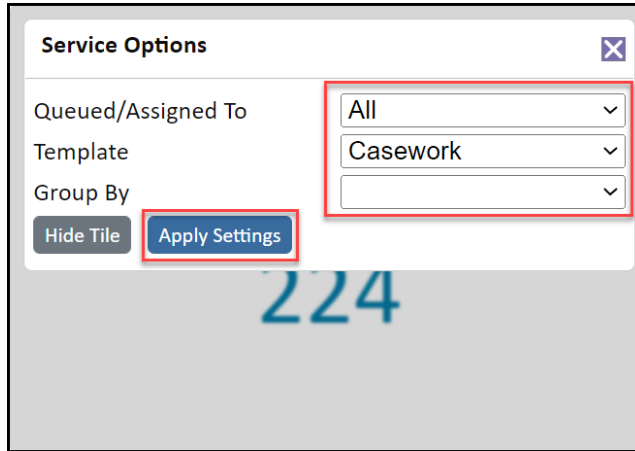 Service Options
Queued/Assigned To All
Template Casework
Group By
Hide Tile Apply Settings
224